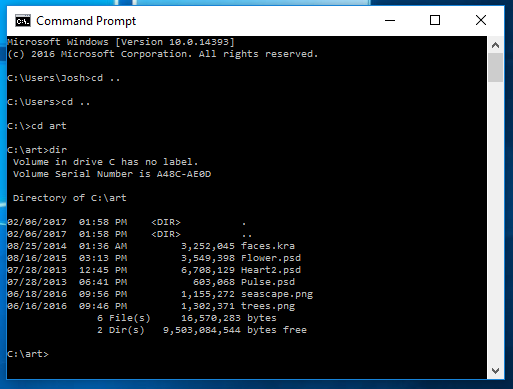 Command Prompt
Microsoft Windows [Version 10.0.14393]
(c) 2016 Microsoft Corporation. All rights reserved.
C:\Users\Josh>cd ..
C:\Users>cd ..
C:\>cd art
C:\art>dir
Volume in drive C has no label.
Volume Serial Number is A48C-AE0D
Directory of C:\art
02/06/2017  01:58 PM    <DIR>          .
02/06/2017  01:58 PM    <DIR>          ..
08/25/2014  01:36 AM         3,252,045 faces.kra
08/16/2015  03:13 PM         3,549,398 Flower.psd
07/28/2013  12:45 PM         6,708,129 Heart2.psd
07/28/2013  06:41 PM           603,068 Pulse.psd
06/18/2016  09:56 PM         1,155,272 seascape.png
06/16/2016  09:46 PM         1,302,371 trees.png
6 File(s)     16,570,283 bytes
2 Dir(s)   9,503,084,544 bytes free
C:\art>